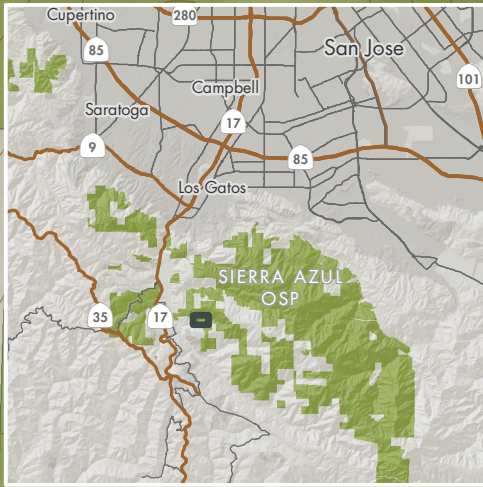 Cupertino
280
San Jose
85
101
Campbell
Saratoga
17
9
85
Los Gatos
SIERRA AZUL
OSP
35
17